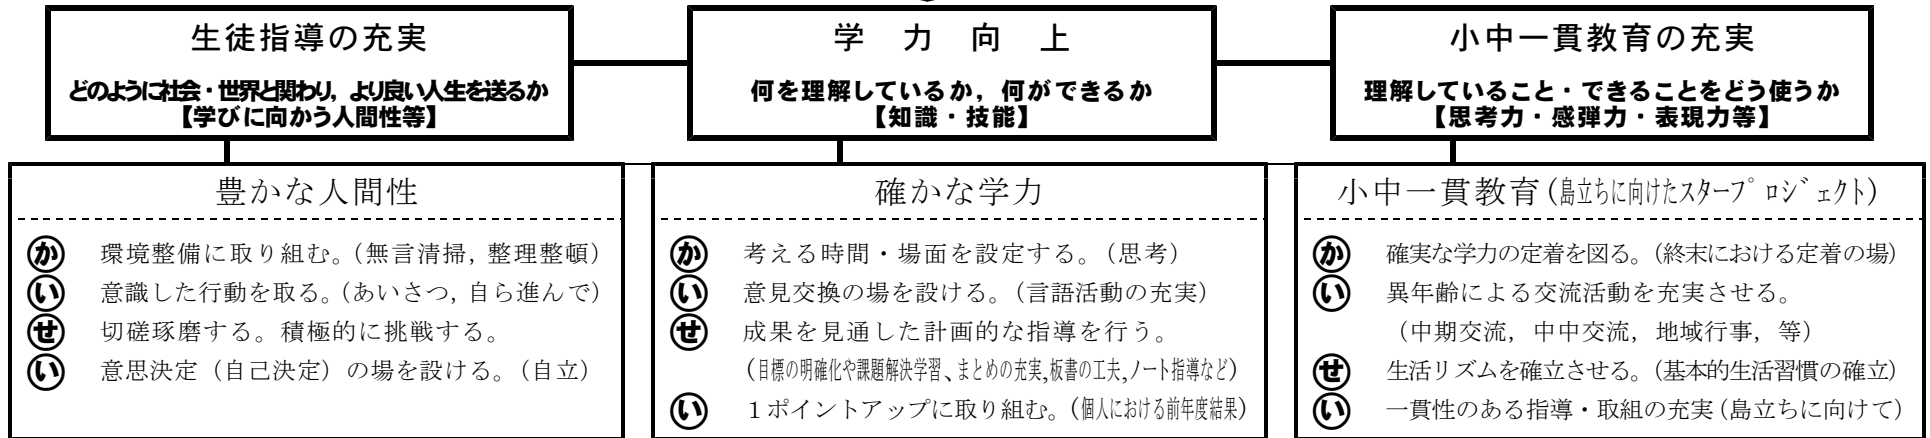 生徒指導の充実
どのように社会・世界と関わり，より良い人生を送るか
【学びに向かう人間性等】
学力向上
何を理解しているか，何ができるか
【知識・技能】
小中一貫教育の充実
理解していること・できることをどう使うか
【思考力・感弾力・表現力等】
豊かな人間性
か 環境整備に取り組む。（無言清掃，整理整頓）
い 意識した行動を取る。（あいさつ，自ら進んで）
せ 切磋琢磨する。積極的に挑戦する。
い 意思決定（自己決定）の場を設ける。（自立）
確かな学力
か 考える時間・場面を設定する。（思考）
い 意見交換の場を設ける。（言語活動の充実）
せ 成果を見通した計画的な指導を行う。
（目標の明確化や課題解決学習、まとめの充実，板書の工夫，ノート指導など）
い １ポイントアップに取り組む。（個人における前年度結果）
小中一貫教育（島立ちに向けたスタープロジェクト）
か 確実な学力の定着を図る。（終末における定着の場）
い 異年齢による交流活動を充実させる。
（中期交流，中中交流，地域行事，等）
せ 生活リズムを確立させる。（基本的生活習慣の確立）
い 一貫性のある指導・取組の充実（島立ちに向けて）